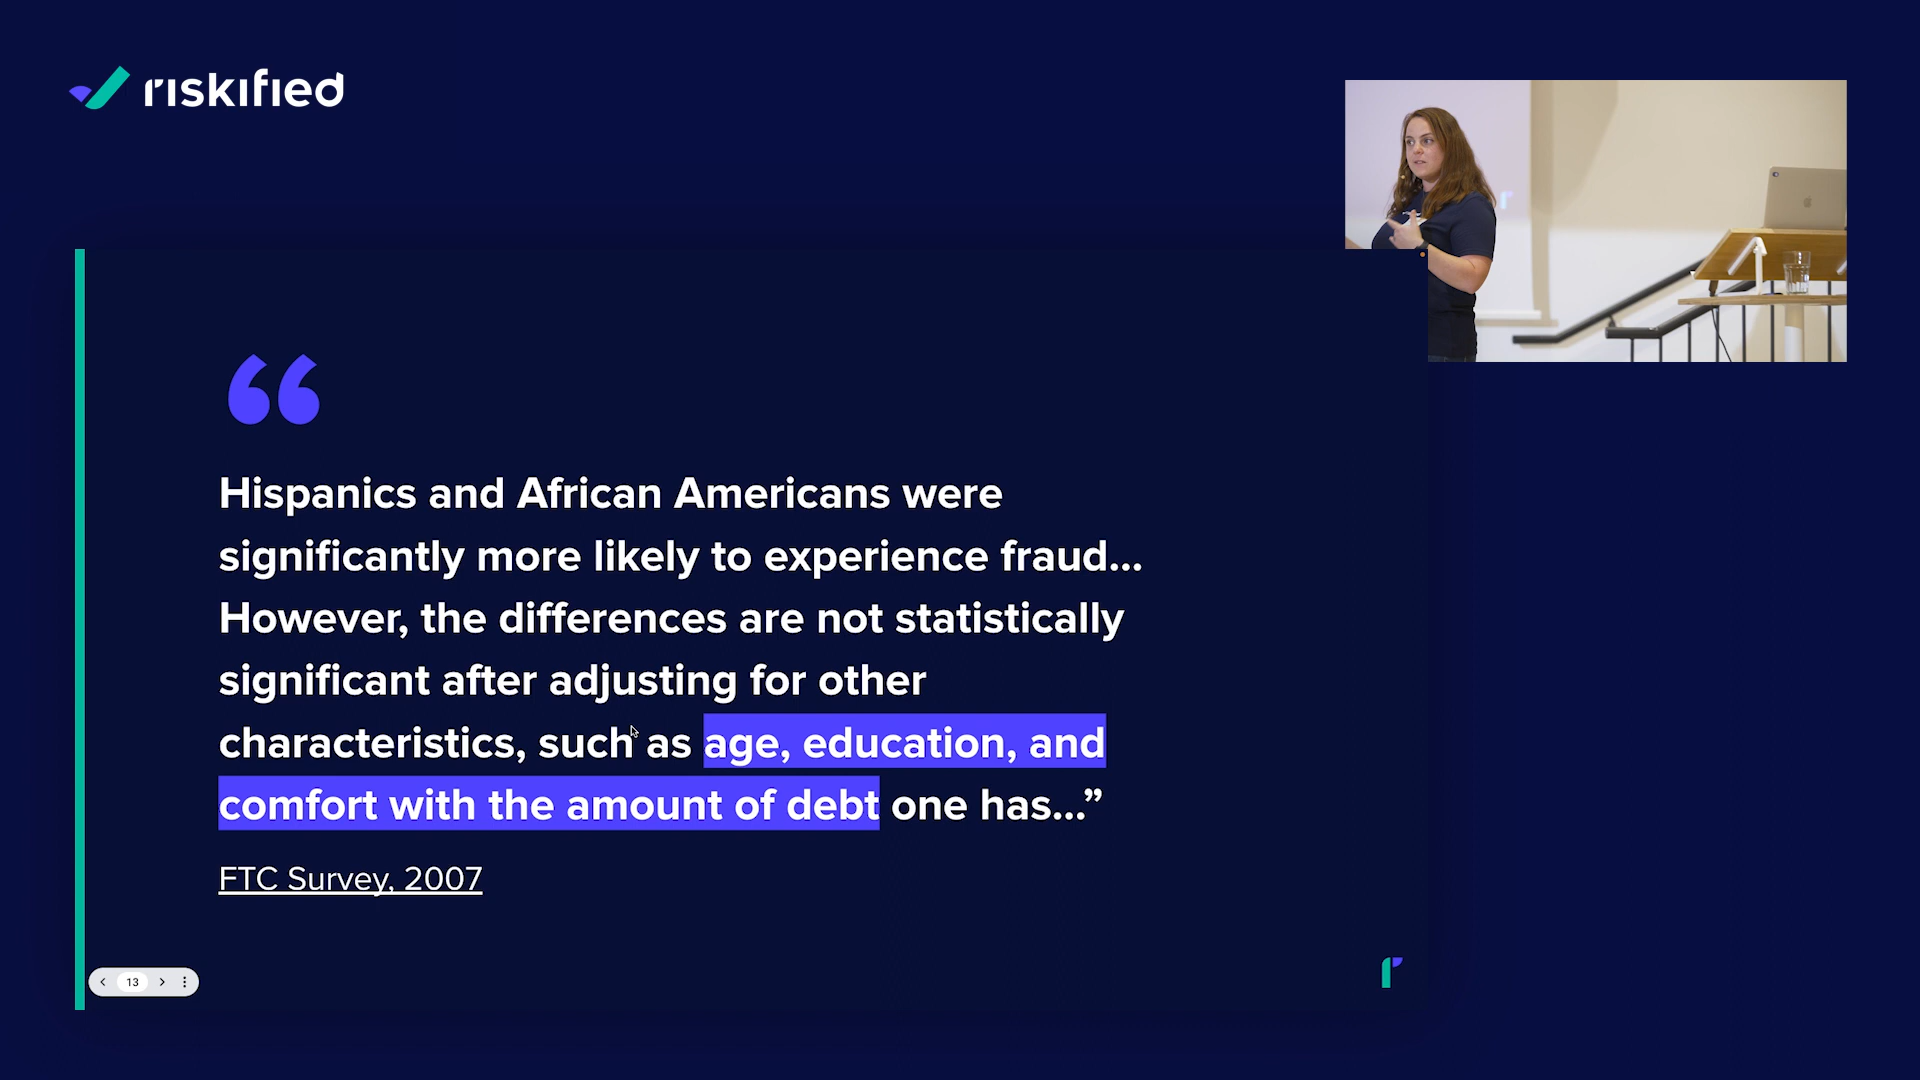 riskified
“
Hispanics and African Americans were
significantly more likely to experience fraud...
However, the differences are not statistically
significant after adjusting for other
characteristics, such as age, education, and
comfort with the amount of debt one has...”
FTC Survey, 2007
13